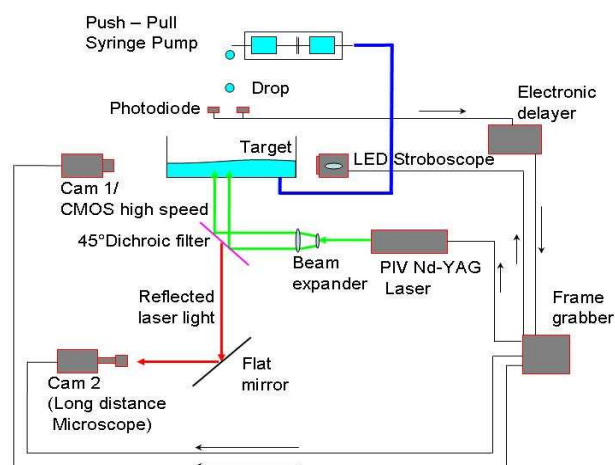 Push – Pull
Syringe Pump
Drop
Photodiode
Electronic
delayer
Target
LED Stroboscope
Cam 1/
CMOS high speed
45°Dichroic filter
Beam
expander
PIV Nd-YAG
Laser
Reflected
laser light
Frame
grabber
Flat
mirror
Cam 2
(Long distance
Microscope)